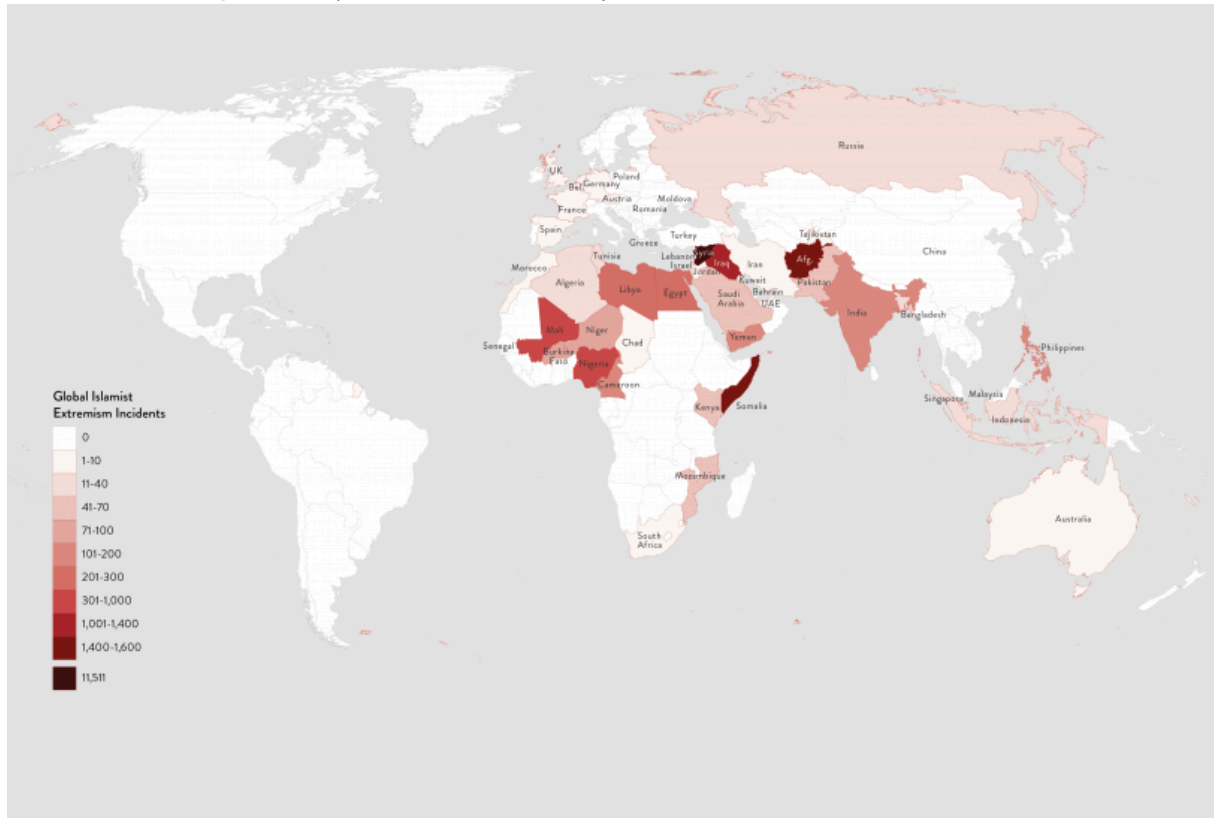 Russia
UK
Poland
Bel.
Germany
Austria
Moldova
France
Romania
Spain
Turkey
Tajikistan
Greece
China
Tunisia
Lebanon
Syria
Israel
Iraq
Iran
Afg.
Morocco
Jordan
Kuwait
Pakistan
Algeria
Libya
Egypt
Saudi
Arabia
Bahrain
UAE
India
Bangladesh
Mali
Niger
Yemen
Senegal
Burkina
Faso
Chad
Philippines
Nigeria
Cameroon
Kenya
Somalia
Singapore
Malaysia
Indonesia
Mozambique
Australia
South
Africa
Global Islamist
Extremism Incidents
0
1-10
11-40
41-70
71-100
101-200
201-300
301-1,000
1,001-1,400
1,400-1,600
11,511